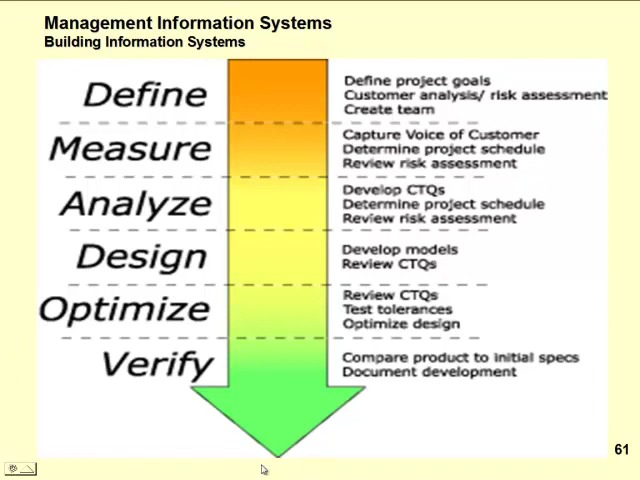 Management Information Systems
Building Information Systems
Define
Define project goals
Customer analysis/ risk assessment
Create team
Measure
Capture Voice of Customer
Determine project schedule
Review risk assessment
Analyze
Develop CTQs
Determine project schedule
Review risk assessment
Design
Develop models
Review CTQs
Optimize
Review CTQs
Test tolerances
Optimize design
Verify
Compare product to initial specs
Document development
61